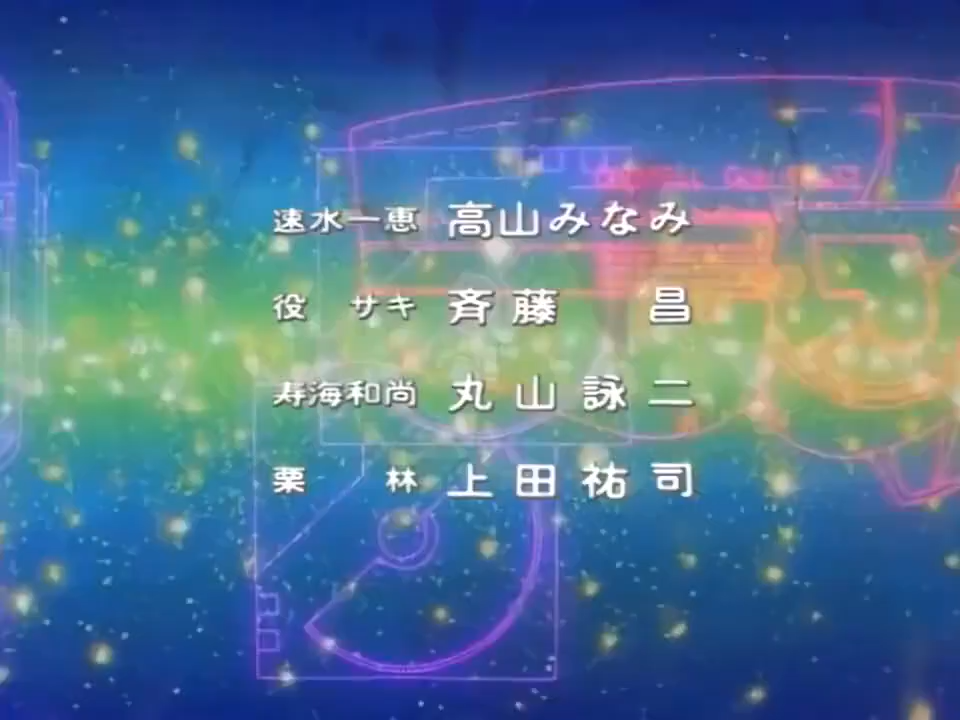 速水一恵 高山みなみ
役 サキ 斉藤 昌
寿海和尚 丸山詠二
栗林 上田祐司